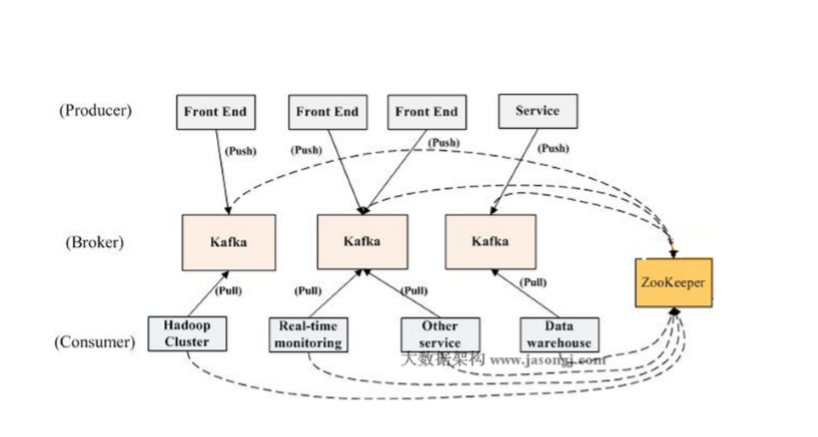 (Producer)
Front End
Front End
Front End
Service
(Push)
(Push)
(Push)
(Push)
(Broker)
Kafka
Kafka
Kafka
ZooKeeper
(Pull)
(Pull)
(Pull)
(Pull)
(Consumer)
Hadoop
Cluster
Real-time
monitoring
Other
service
Data
warehouse
大数据架构 www.jasongj.com